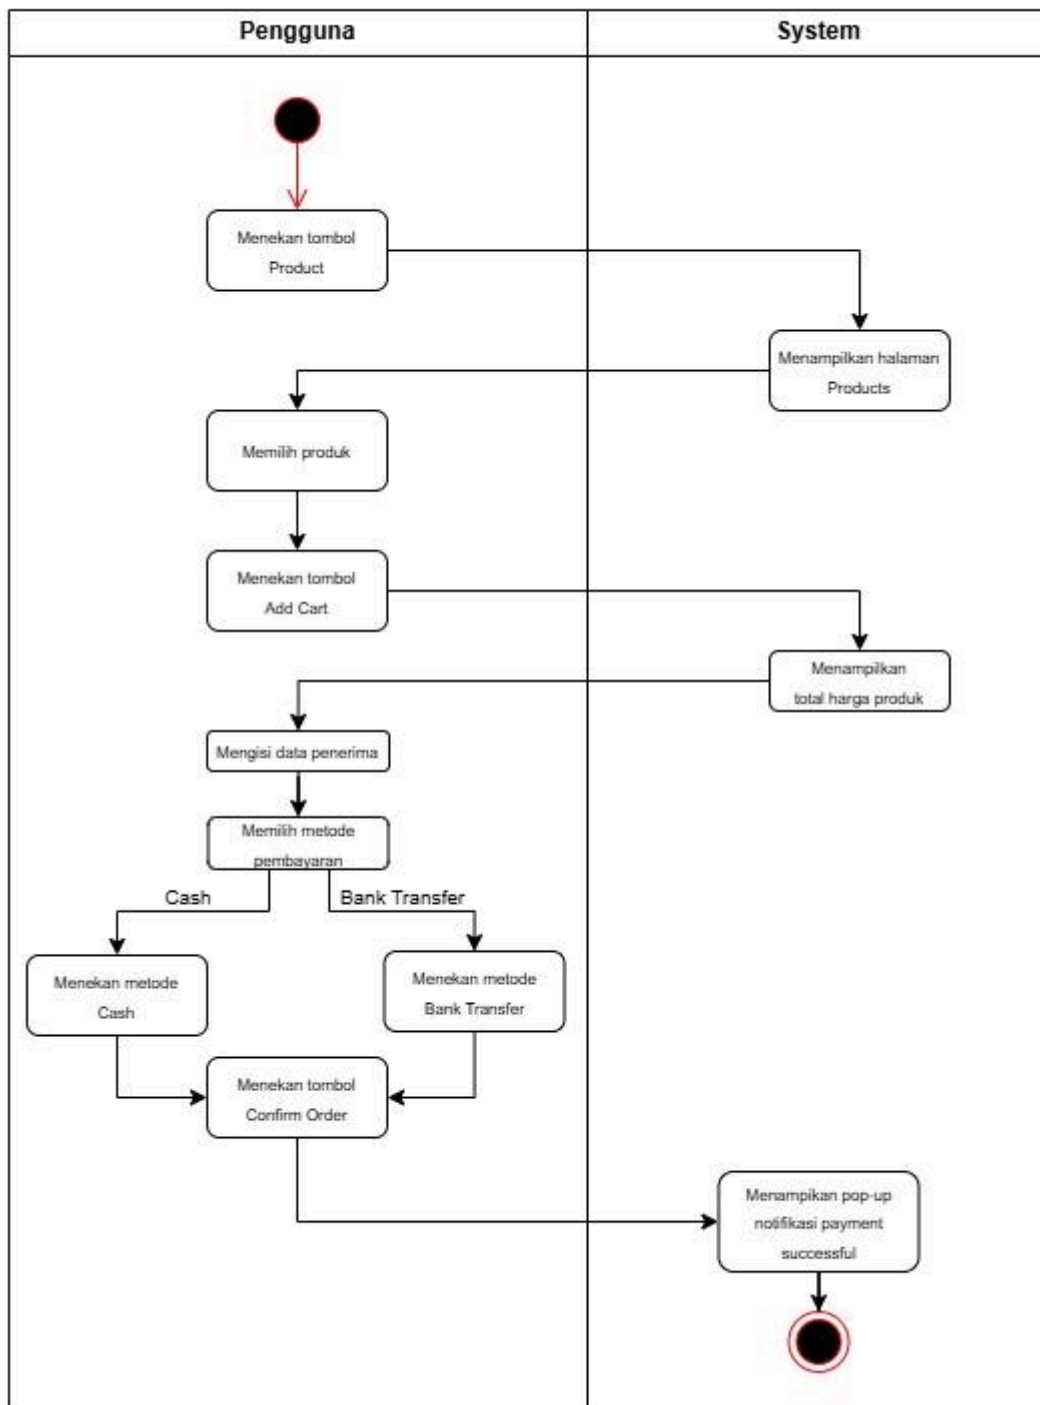 Pengguna
System
Menekan tombol
Product
Menampilkan halaman
Products
Memilih produk
Menekan tombol
Add Cart
Menampilkan
total harga produk
Mengisi data penerima
Memilih metode
pembayaran
Cash
Bank Transfer
Menekan metode
Cash
Menekan metode
Bank Transfer
Menekan tombol
Confirm Order
Menampikan pop-up
notifikasi payment
successful